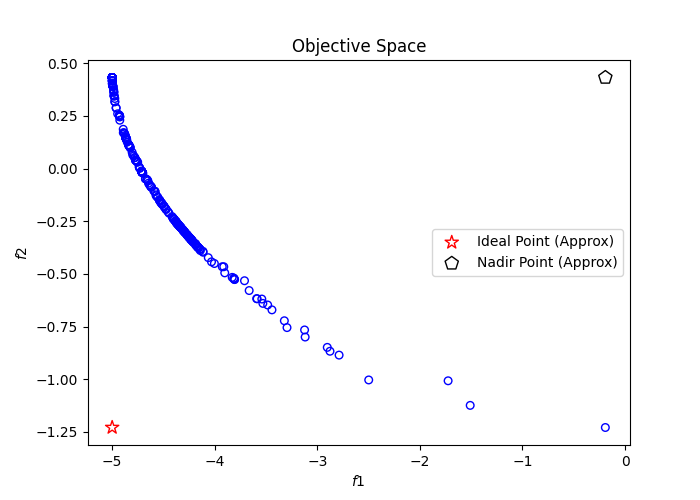 Objective Space
0.50
0.25
0.00
−0.25
−0.50
−0.75
−1.00
−1.25
f2
Ideal Point (Approx)
Nadir Point (Approx)
−5
−4
−3
−2
−1
0
f1